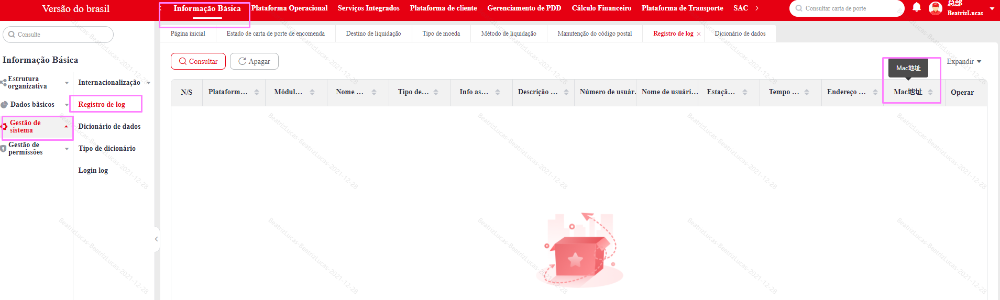 Versão do brasil
Informação Básica
Plataforma Operacional
Serviços Integrados
Plataforma de cliente
Gerenciamento de PDD
Cálculo Financeiro
Plataforma de Transporte
SAC
Consultar carta de porte
总部
BeatrizLucas
Consulte
Página inicial
Estado de carta de porte de encomenda
Destino de liquidação
Tipo de moeda
Método de liquidação
Manutenção do código postal
Registro de log
Dicionário de dados
Informação Básica
Estrutura
organizativa
Dados básicos
Gestão de
sistema
Gestão de
permissões
Internacionalização
Registro de log
Dicionário de dados
Tipo de dicionário
Login log
Consultar
Apagar
Expandir
Mac地址
N/S
Plataform...
Módul...
Nome ...
Tipo de...
Info as...
Descrição ...
Número de usuár.
Nome de usuári...
Estaçã...
Tempo ...
Endereço ...
Mac地址
Operar
BeatrizLucas-BeatrizLucas-2021-12-28